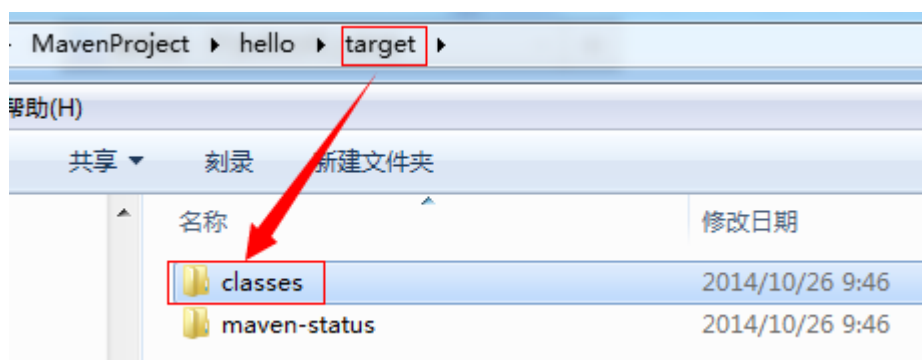 MavenProject ▸ hello ▸ target ▸
帮助(H)
共享 ▾ 刻录 新建文件夹
名称 修改日期
classes 2014/10/26 9:46
maven-status 2014/10/26 9:46